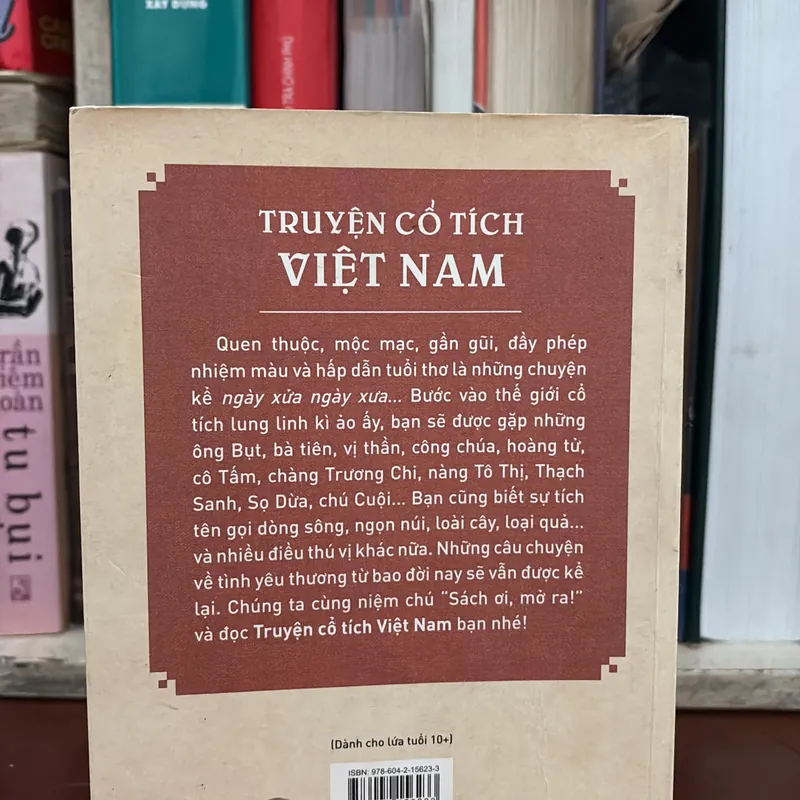 XÂY DỰNG
TRUYỆN CỔ TÍCH
VIỆT NAM
Quen thuộc, mộc mạc, gần gũi, đầy phép
nhiệm màu và hấp dẫn tuổi thơ là những chuyện
kể ngày xửa ngày xưa... Bước vào thế giới cổ
tích lung linh kì ảo ấy, bạn sẽ được gặp những
ông Bụt, bà tiên, vị thần, công chúa, hoàng tử,
cô Tấm, chàng Trương Chi, nàng Tô Thị, Thạch
Sanh, Sọ Dừa, chú Cuội... Bạn cũng biết sự tích
tên gọi dòng sông, ngọn núi, loài cây, loại quả...
và nhiều điều thú vị khác nữa. Những câu chuyện
về tình yêu thương từ bao đời nay sẽ vẫn được kể
lại. Chúng ta cùng niệm chú “Sách ơi, mở ra!”
và đọc Truyện cổ tích Việt Nam bạn nhé!
(Dành cho lứa tuổi 10+)
ISBN: 978-604-2-15623-3
tu bụi